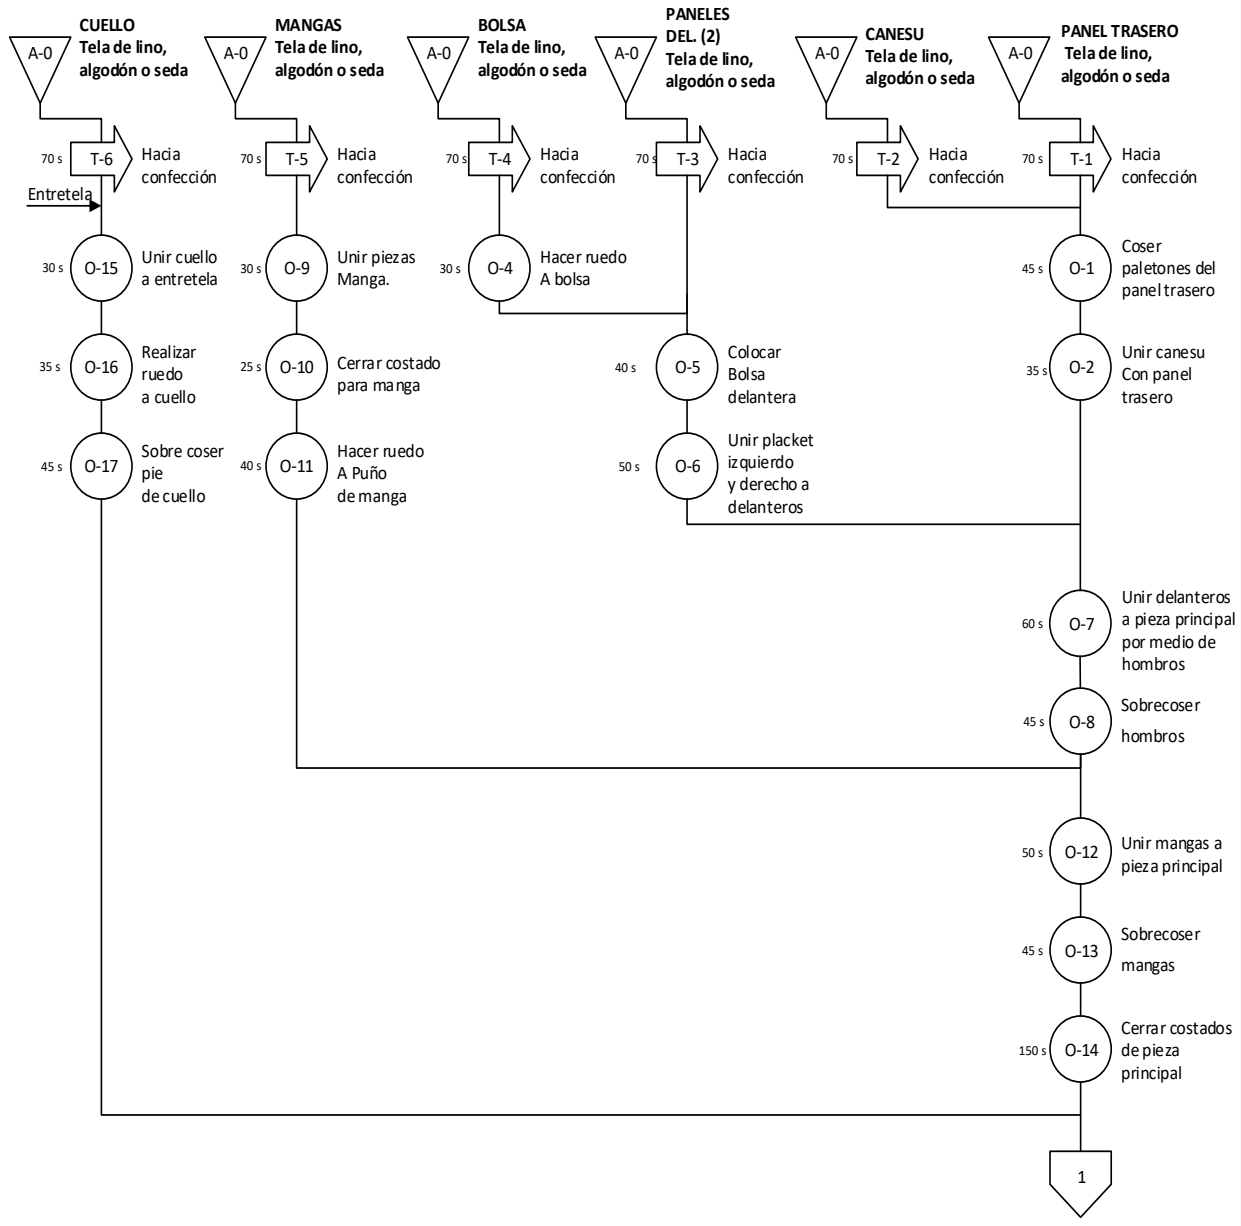 CUELLO
Tela de lino,
algodón o seda
A-0
MANGAS
Tela de lino,
algodón o seda
A-0
BOLSA
Tela de lino,
algodón o seda
A-0
PANELES
DEL. (2)
Tela de lino,
algodón o seda
A-0
CANESU
Tela de lino,
algodón o seda
A-0
PANEL TRASERO
Tela de lino,
algodón o seda
A-0
70 s
T-6
Hacia
confección
70 s
T-5
Hacia
confección
70 s
T-4
Hacia
confección
70 s
T-3
Hacia
confección
70 s
T-2
Hacia
confección
70 s
T-1
Hacia
confección
Entretela
30 s
O-15
Unir cuello
a entretela
30 s
O-9
Unir piezas
Manga.
30 s
O-4
Hacer ruedo
A bolsa
45 s
O-1
Coser
paletones del
panel trasero
35 s
O-16
Realizar
ruedo
a cuello
25 s
O-10
Cerrar costado
para manga
40 s
O-5
Colocar
Bolsa
delantera
35 s
O-2
Unir canesu
Con panel
trasero
45 s
O-17
Sobre coser
pie
de cuello
40 s
O-11
Hacer ruedo
A Puño
de manga
50 s
O-6
Unir placket
izquierdo
y derecho a
delanteros
60 s
O-7
Unir delanteros
a pieza principal
por medio de
hombros
45 s
O-8
Sobrecoser
hombros
50 s
O-12
Unir mangas a
pieza principal
45 s
O-13
Sobrecoser
mangas
150 s
O-14
Cerrar costados
de pieza
principal
1